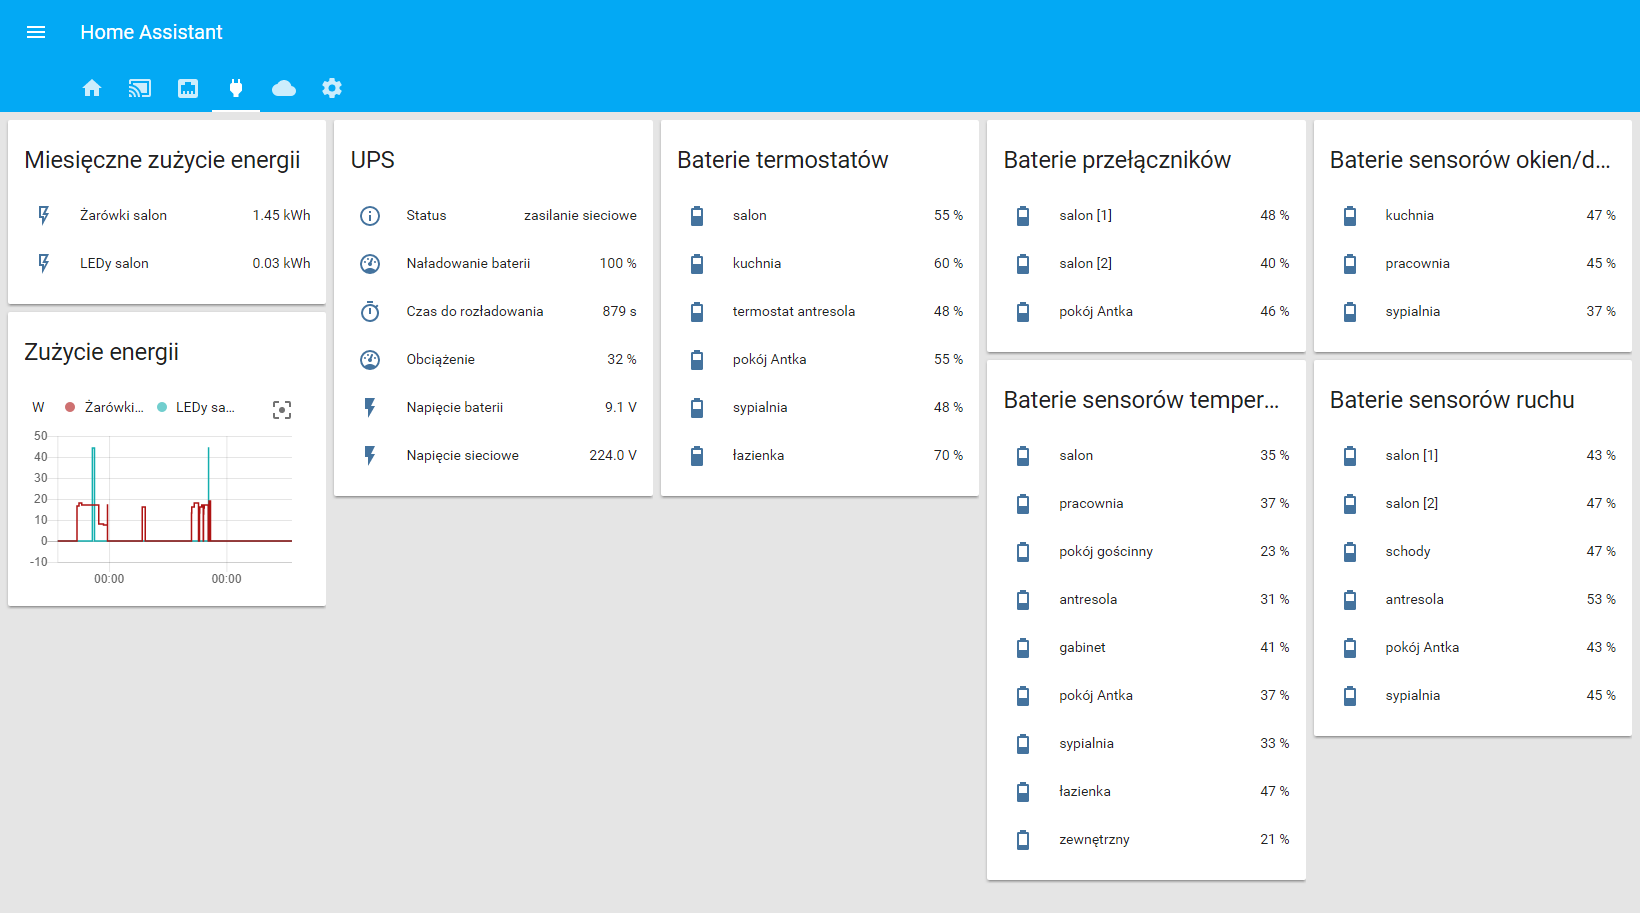 Home Assistant
Miesięczne zużycie energii
Żarówki salon 1.45 kWh
LEDy salon 0.03 kWh
Zużycie energii
W Żarówki... LEDy sa...
50
40
30
20
10
0
-10
00:00 00:00
UPS
Status zasilanie sieciowe
Naładowanie baterii 100 %
Czas do rozładowania 879 s
Obciążenie 32 %
Napięcie baterii 9.1 V
Napięcie sieciowe 224.0 V
Baterie termostatów
salon 55 %
kuchnia 60 %
termostat antresola 48 %
pokój Antka 55 %
sypialnia 48 %
łazienka 70 %
Baterie przełączników
salon [1] 48 %
salon [2] 40 %
pokój Antka 46 %
Baterie sensorów temper...
salon 35 %
pracownia 37 %
pokój gościnny 23 %
antresola 31 %
gabinet 41 %
pokój Antka 37 %
sypialnia 33 %
łazienka 47 %
zewnętrzny 21 %
Baterie sensorów okien/d...
kuchnia 47 %
pracownia 45 %
sypialnia 37 %
Baterie sensorów ruchu
salon [1] 43 %
salon [2] 47 %
schody 47 %
antresola 53 %
pokój Antka 43 %
sypialnia 45 %